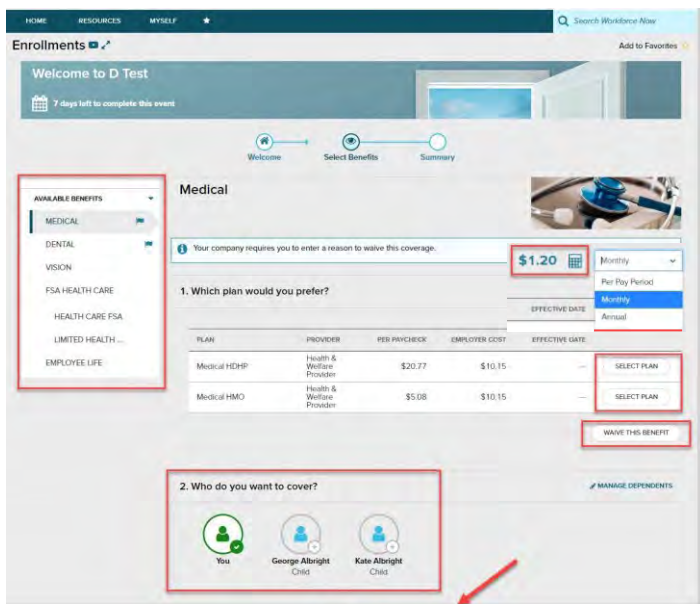 HOME RESOURCES MYSELF Search Workforce Now
Enrollments Add to Favorites
Welcome to D Test
7 days left to complete this event
Welcome Select Benefits Summary
AVAILABLE BENEFITS
MEDICAL
DENTAL
VISION
FSA HEALTH CARE
HEALTH CARE FSA
LIMITED HEALTH ...
EMPLOYEE LIFE
Medical
Your company requires you to enter a reason to waive this coverage.
$1.20 Monthly
Per Pay Period
Monthly
Annual
1. Which plan would you prefer?
EFFECTIVE DATE
PLAN PROVIDER PER PAYCHECK EMPLOYER COST EFFECTIVE DATE
Medical HDHP Health & Welfare Provider $20.77 $10.15 — SELECT PLAN
Medical HMO Health & Welfare Provider $5.08 $10.15 — SELECT PLAN
WAIVE THIS BENEFIT
2. Who do you want to cover? MANAGE DEPENDENTS
You George Albright Kate Albright
Child Child